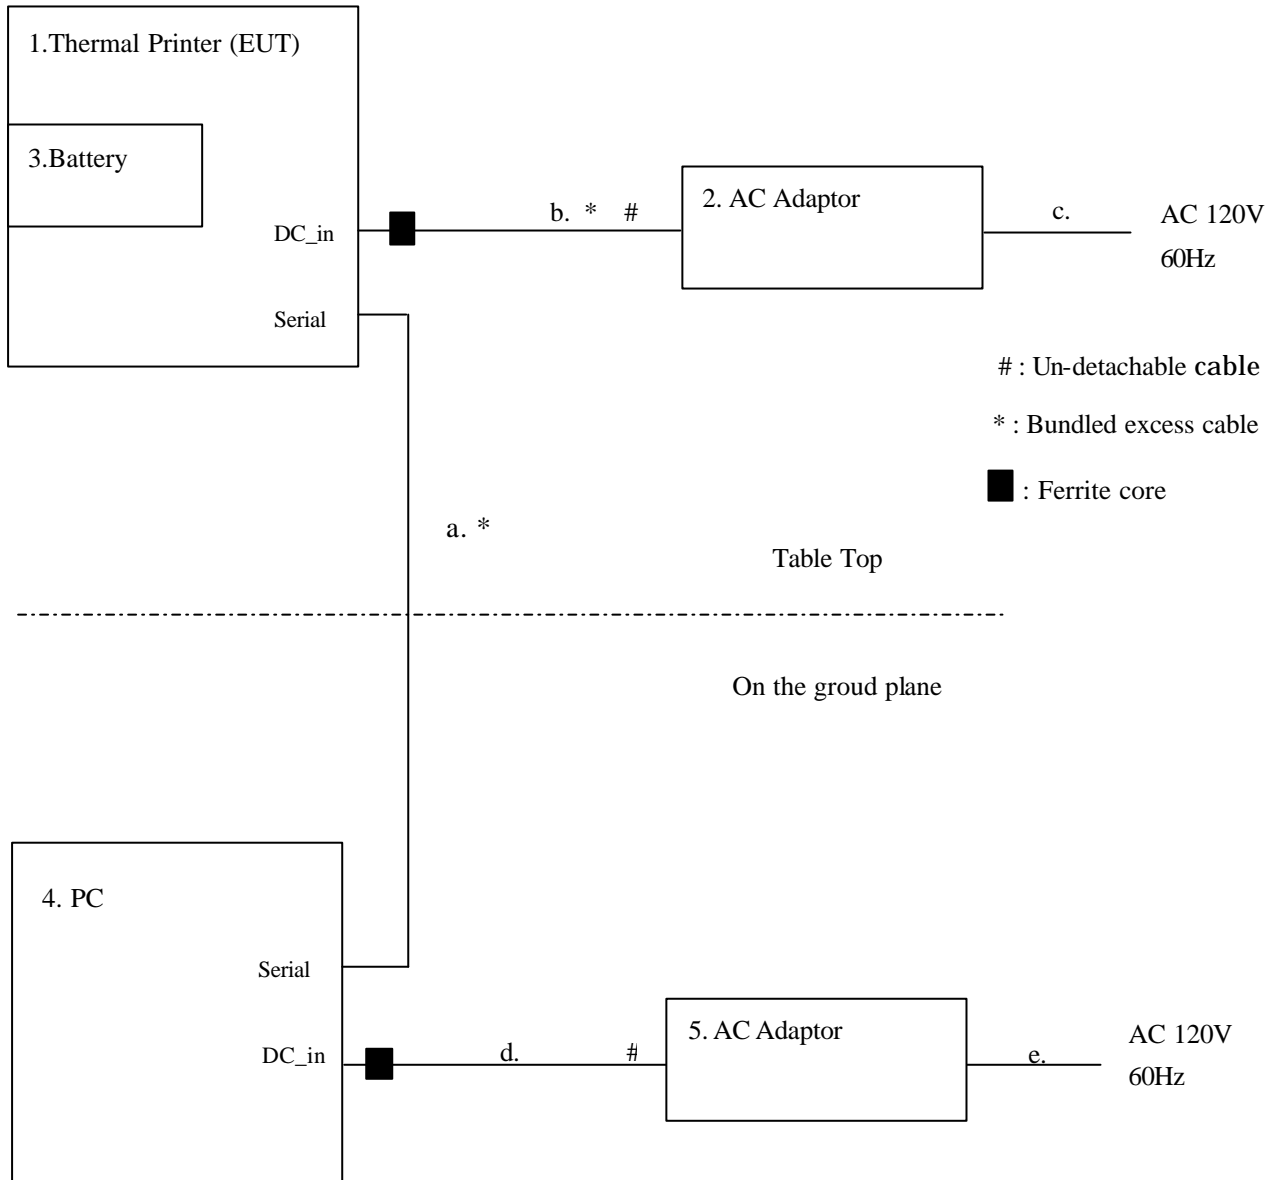 1.Thermal Printer (EUT)
3.Battery
DC_in
Serial
b. * #
2. AC Adaptor
c.
AC 120V
60Hz
# : Un-detachable cable
* : Bundled excess cable
: Ferrite core
a. *
Table Top
On the groud plane
4. PC
Serial
DC_in
d. #
5. AC Adaptor
e.
AC 120V
60Hz